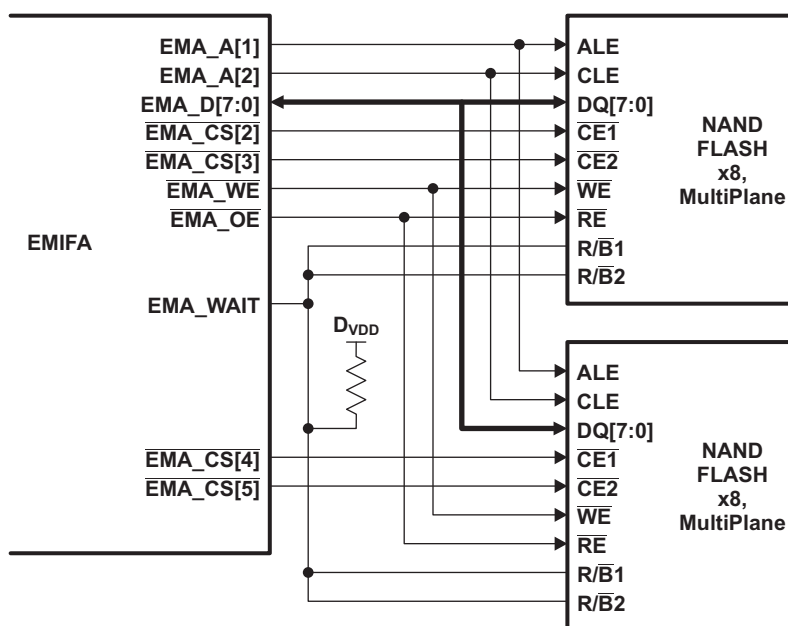 EMIFA
EMA_A[1]
EMA_A[2]
EMA_D[7:0]
EMA_CS[2]
EMA_CS[3]
EMA_WE
EMA_OE
EMA_WAIT
EMA_CS[4]
EMA_CS[5]
DVDD
ALE
CLE
DQ[7:0]
CE1
CE2
WE
RE
R/B1
R/B2
NAND
FLASH
x8,
MultiPlane
ALE
CLE
DQ[7:0]
CE1
CE2
WE
RE
R/B1
R/B2
NAND
FLASH
x8,
MultiPlane